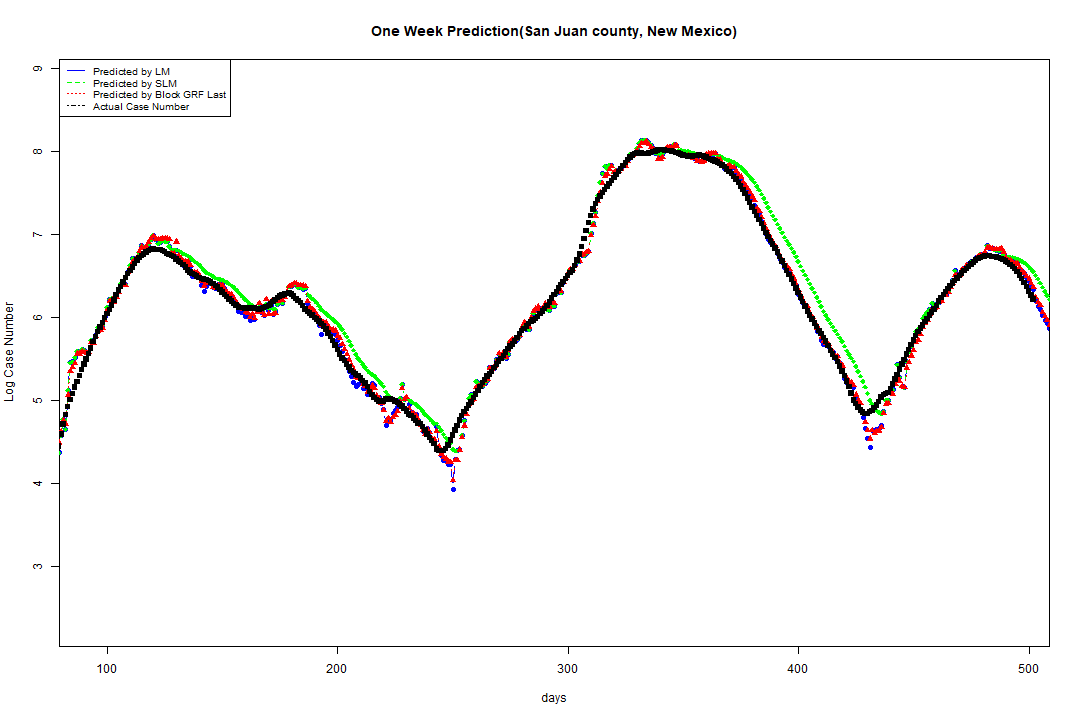 One Week Prediction(San Juan county, New Mexico)
Predicted by LM
Predicted by SLM
Predicted by Block GRF Last
Actual Case Number
9
8
7
6
5
4
3
Log Case Number
100 200 300 400 500
days